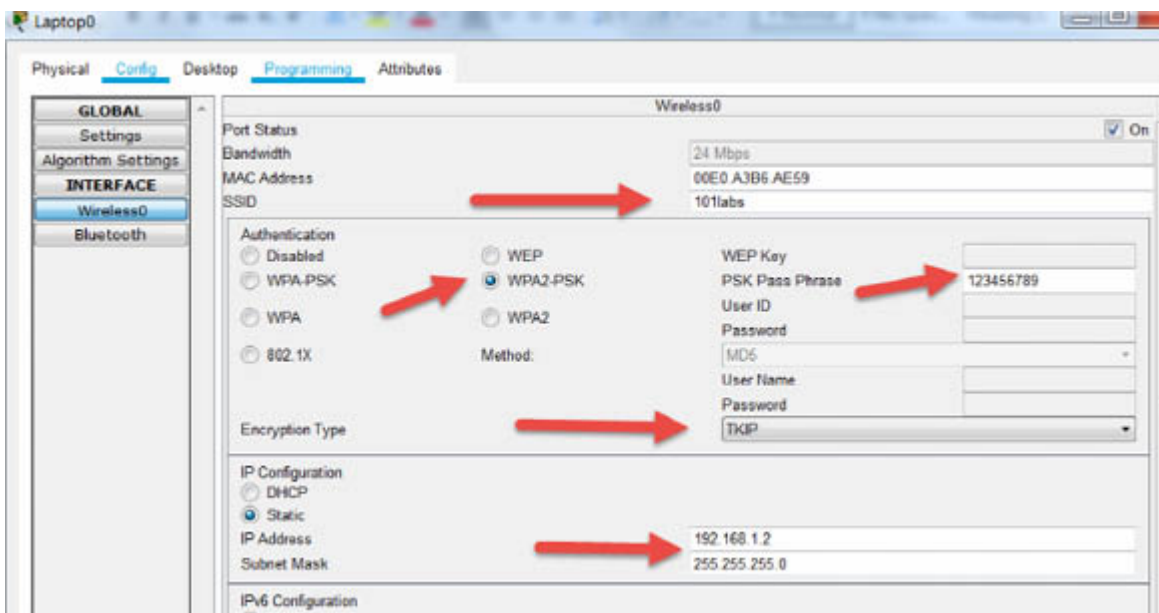 Laptop0
Physical Config Desktop Programming Attributes
GLOBAL
Settings
Algorithm Settings
INTERFACE
Wireless0
Bluetooth
Wireless0
Port Status On
Bandwidth 24 Mbps
MAC Address 00E0.A3B6.AE59
SSID 101labs
Authentication
Disabled WEP WEP Key
WPA-PSK WPA2-PSK PSK Pass Phrase 123456789
User ID
WPA WPA2
Password
802.1X Method: MD5
User Name
Password
Encryption Type TKIP
IP Configuration
DHCP
Static
IP Address 192.168.1.2
Subnet Mask 255.255.255.0
IPv6 Configuration